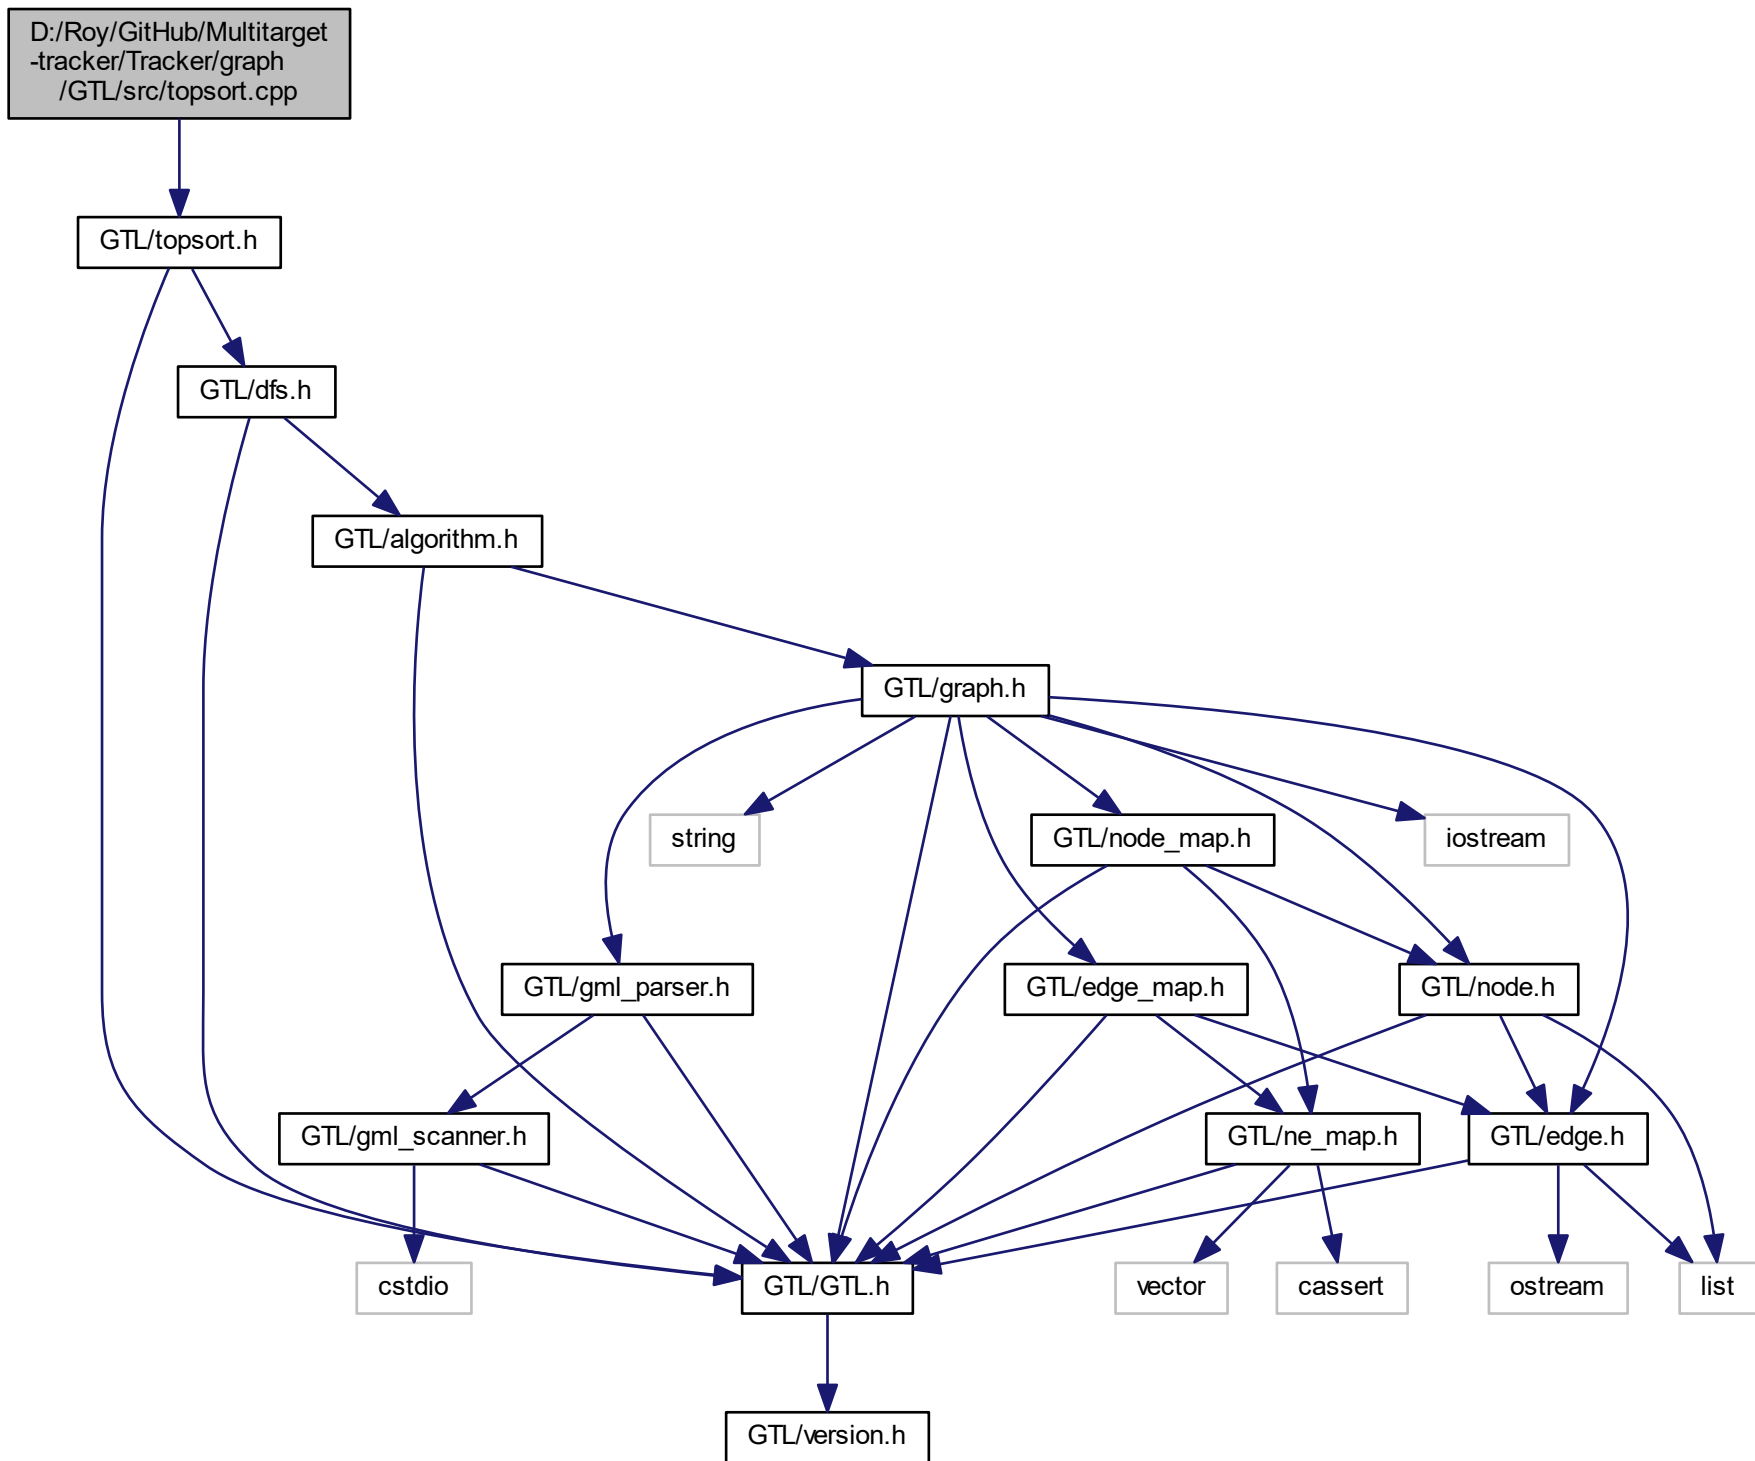 D:/Roy/GitHub/Multitarget
-tracker/Tracker/graph
/GTL/src/topsort.cpp
GTL/topsort.h
GTL/dfs.h
GTL/algorithm.h
GTL/graph.h
string
GTL/node_map.h
iostream
GTL/gml_parser.h
GTL/edge_map.h
GTL/node.h
GTL/gml_scanner.h
GTL/ne_map.h
GTL/edge.h
cstdio
GTL/GTL.h
vector
cassert
ostream
list
GTL/version.h